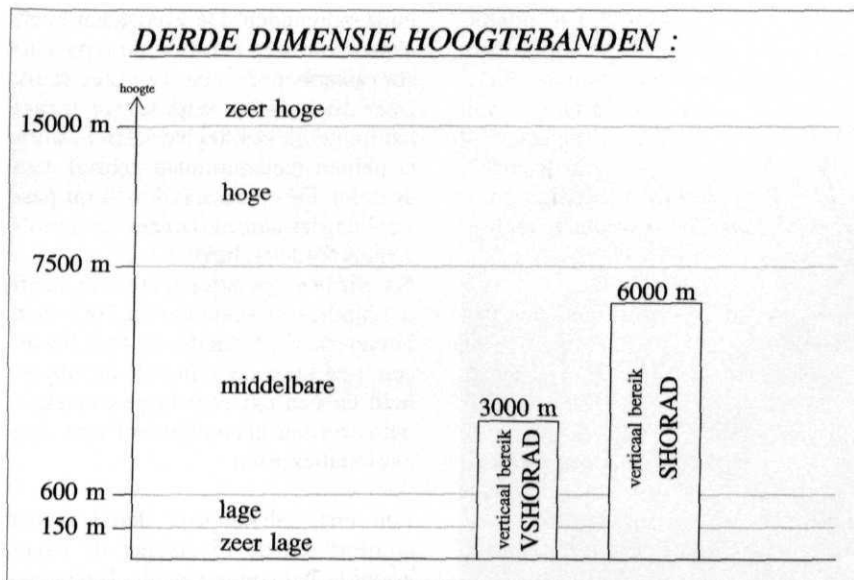 DERDE DIMENSIE HOOGTEBANDEN :
hoogte
zeer hoge
15000 m
hoge
7500 m
6000 m
middelbare
3000 m
verticaal bereik
SHORAD
verticaal bereik
VSHORAD
600 m
lage
150 m
zeer lage